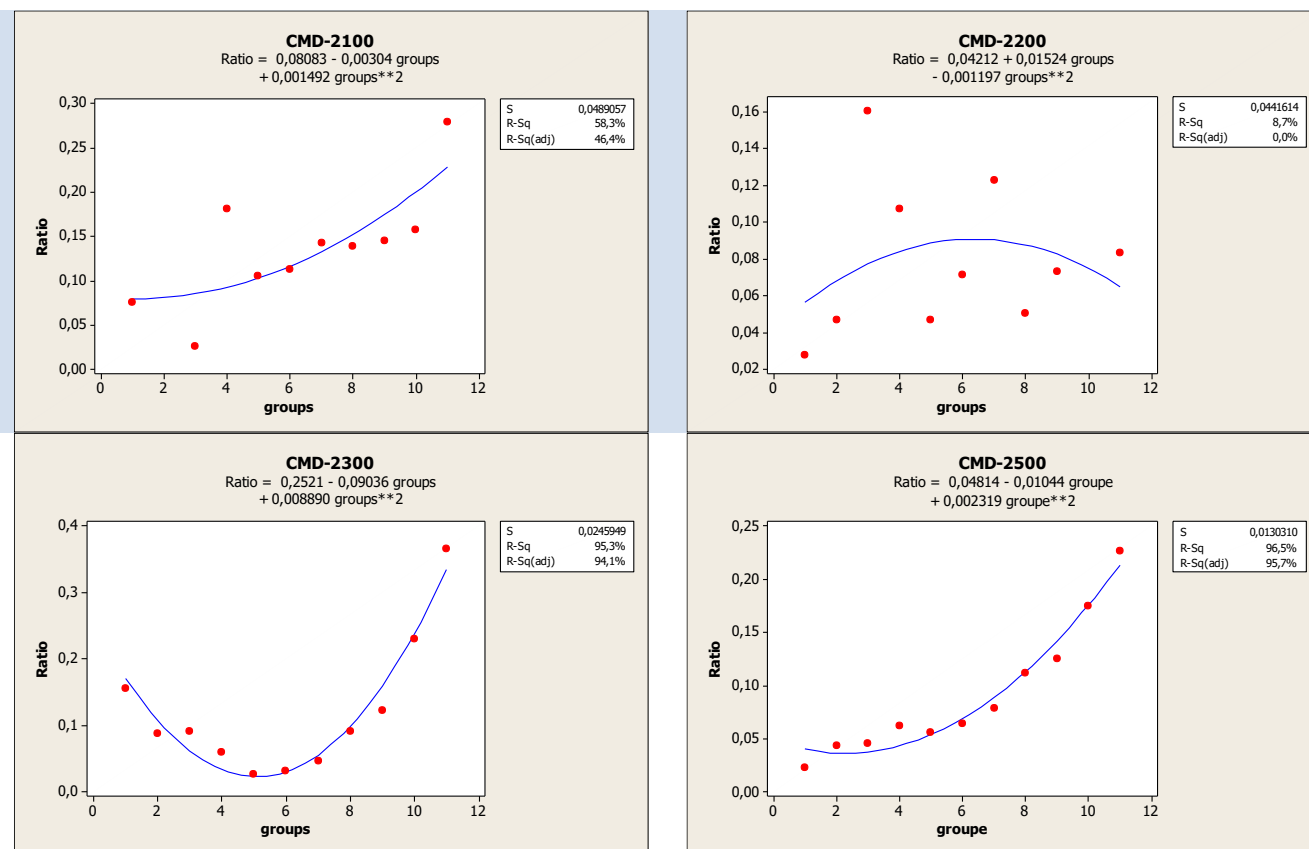 CMD-2100
Ratio = 0,08083 - 0,00304 groups
+ 0,001492 groups**2
S 0,0489057
R-Sq 58,3%
R-Sq(adj) 46,4%
0,30
0,25
0,20
0,15
0,10
0,05
0,00
Ratio
0 2 4 6 8 10 12
groups
CMD-2200
Ratio = 0,04212 + 0,01524 groups
- 0,001197 groups**2
S 0,0441614
R-Sq 8,7%
R-Sq(adj) 0,0%
0,16
0,14
0,12
0,10
0,08
0,06
0,04
0,02
Ratio
0 2 4 6 8 10 12
groups
CMD-2300
Ratio = 0,2521 - 0,09036 groups
+ 0,008890 groups**2
S 0,0245949
R-Sq 95,3%
R-Sq(adj) 94,1%
0,4
0,3
0,2
0,1
0,0
Ratio
0 2 4 6 8 10 12
groups
CMD-2500
Ratio = 0,04814 - 0,01044 groupe
+ 0,002319 groupe**2
S 0,0130310
R-Sq 96,5%
R-Sq(adj) 95,7%
0,25
0,20
0,15
0,10
0,05
0,00
Ratio
0 2 4 6 8 10 12
groupe